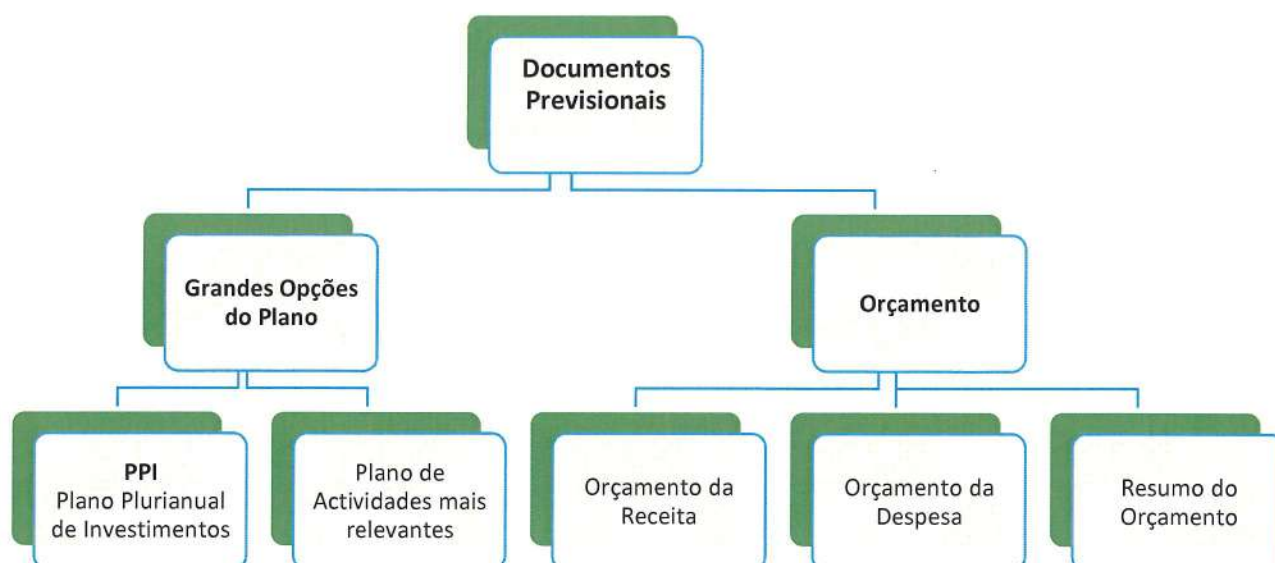 Documentos
Previsionais
Grandes Opções
do Plano
Orçamento
PPI
Plano Plurianual
de Investimentos
Plano de
Actividades mais
relevantes
Orçamento da
Receita
Orçamento da
Despesa
Resumo do
Orçamento